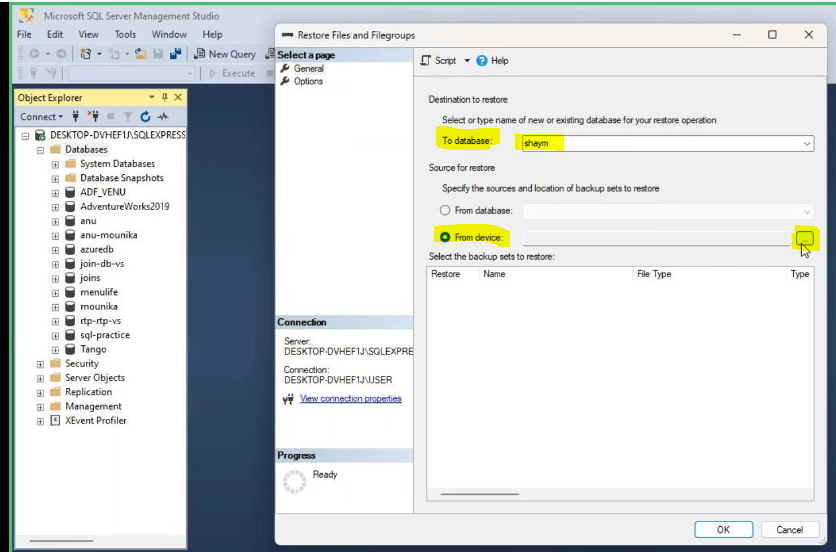 Microsoft SQL Server Management Studio
File Edit View Tools Window Help
New Query
Execute
Object Explorer
Connect
DESKTOP-DVHEF1J\SQLEXPRESS
Databases
System Databases
Database Snapshots
ADF_VENU
AdventureWorks2019
anu
anu-mounika
azuredb
join-db-vs
joins
menulife
mounika
rtp-rtp-vs
sql-practice
Tango
Security
Server Objects
Replication
Management
XEvent Profiler
Restore Files and Filegroups
Select a page
General
Options
Script Help
Destination to restore
Select or type name of new or existing database for your restore operation
To database: shaym
Source for restore
Specify the sources and location of backup sets to restore
From database:
From device: ...
Select the backup sets to restore:
Restore Name File Type Type
Connection
Server:
DESKTOP-DVHEF1J\SQLEXPRE
Connection:
DESKTOP-DVHEF1J\USER
View connection properties
Progress
Ready
OK Cancel